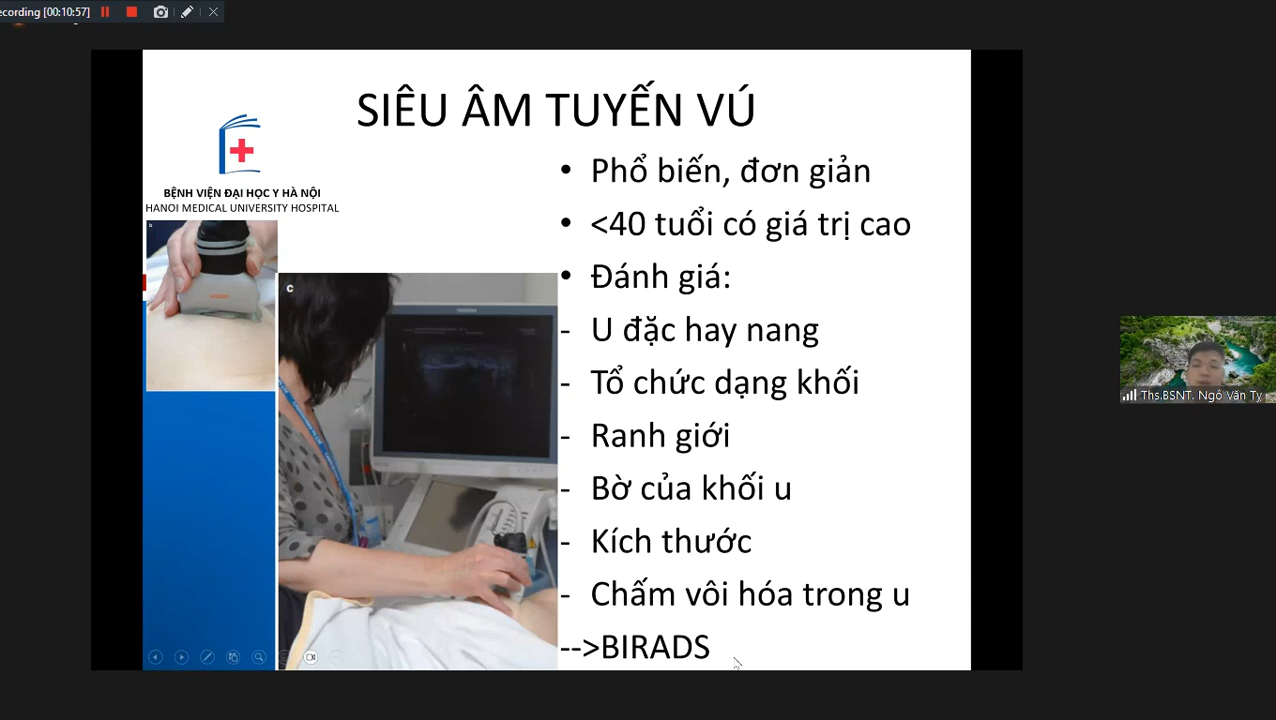 ecording [00:10:57]
SIÊU ÂM TUYẾN VÚ
BỆNH VIỆN ĐẠI HỌC Y HÀ NỘI
HANOI MEDICAL UNIVERSITY HOSPITAL
• Phổ biến, đơn giản
• <40 tuổi có giá trị cao
• Đánh giá:
- U đặc hay nang
- Tổ chức dạng khối
- Ranh giới
- Bờ của khối u
- Kích thước
- Chấm vôi hóa trong u
-->BIRADS
c
Ths.BSNT. Ngô Văn Tỵ